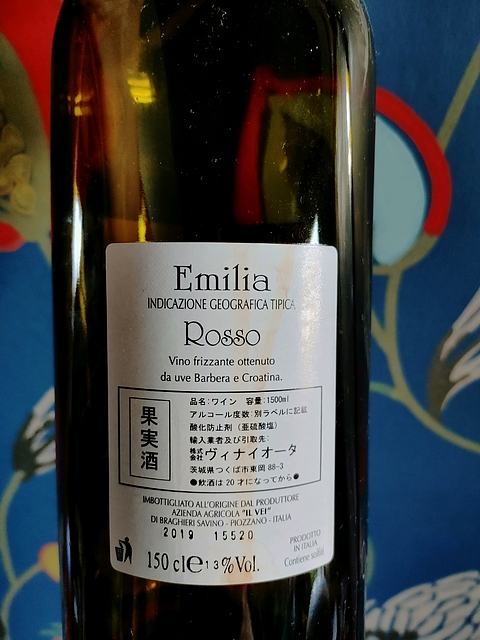 Emilia
INDICAZIONE GEOGRAFICA TIPICA
Rosso
Vino frizzante ottenuto
da uve Barbera e Croatina.
果実酒
品名:ワイン 容量:1500ml
アルコール度数:別ラベルに記載
酸化防止剤(亜硫酸塩)
輸入業者及び引取先:
株式会社ヴィナイオータ
茨城県つくば市東岡 88-3
●飲酒は 20 才になってから●
IMBOTTIGLIATO ALL'ORIGINE DAL PRODUTTORE
AZIENDA AGRICOLA "IL VEI"
DI BRAGHIERI SAVINO - PIOZZANO - ITALIA
2019 15520
PRODOTTO
IN ITALIA
Contiene solfiti
150 cl e 13%Vol.